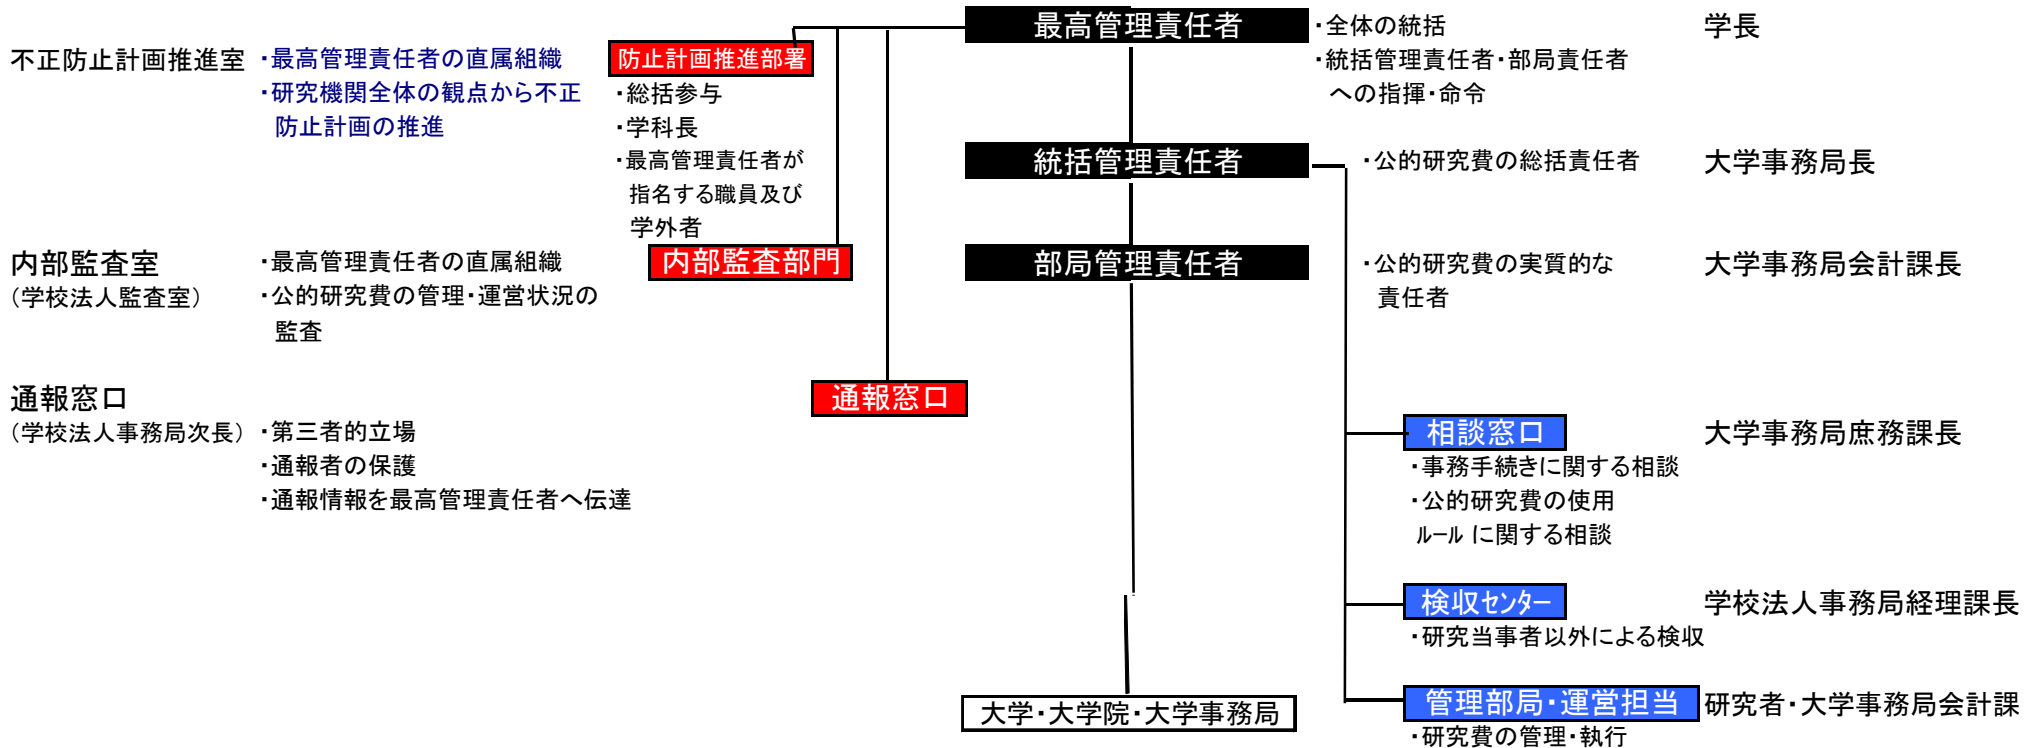 最高管理責任者
・全体の統括
学長
・統括管理責任者・部局責任者
への指揮・命令
不正防止計画推進室
・最高管理責任者の直属組織
・研究機関全体の観点から不正
防止計画の推進
防止計画推進部署
・総括参与
・学科長
・最高管理責任者が
指名する職員及び
学外者
統括管理責任者
・公的研究費の総括責任者
大学事務局長
内部監査室
(学校法人監査室)
・最高管理責任者の直属組織
・公的研究費の管理・運営状況の
監査
内部監査部門
部局管理責任者
・公的研究費の実質的な
責任者
大学事務局会計課長
通報窓口
(学校法人事務局次長)
・第三者的立場
・通報者の保護
・通報情報を最高管理責任者へ伝達
通報窓口
相談窓口
大学事務局庶務課長
・事務手続きに関する相談
・公的研究費の使用
ルール に関する相談
検収センター
学校法人事務局経理課長
・研究当事者以外による検収
大学・大学院・大学事務局
管理部局・運営担当
研究者・大学事務局会計課
・研究費の管理・執行